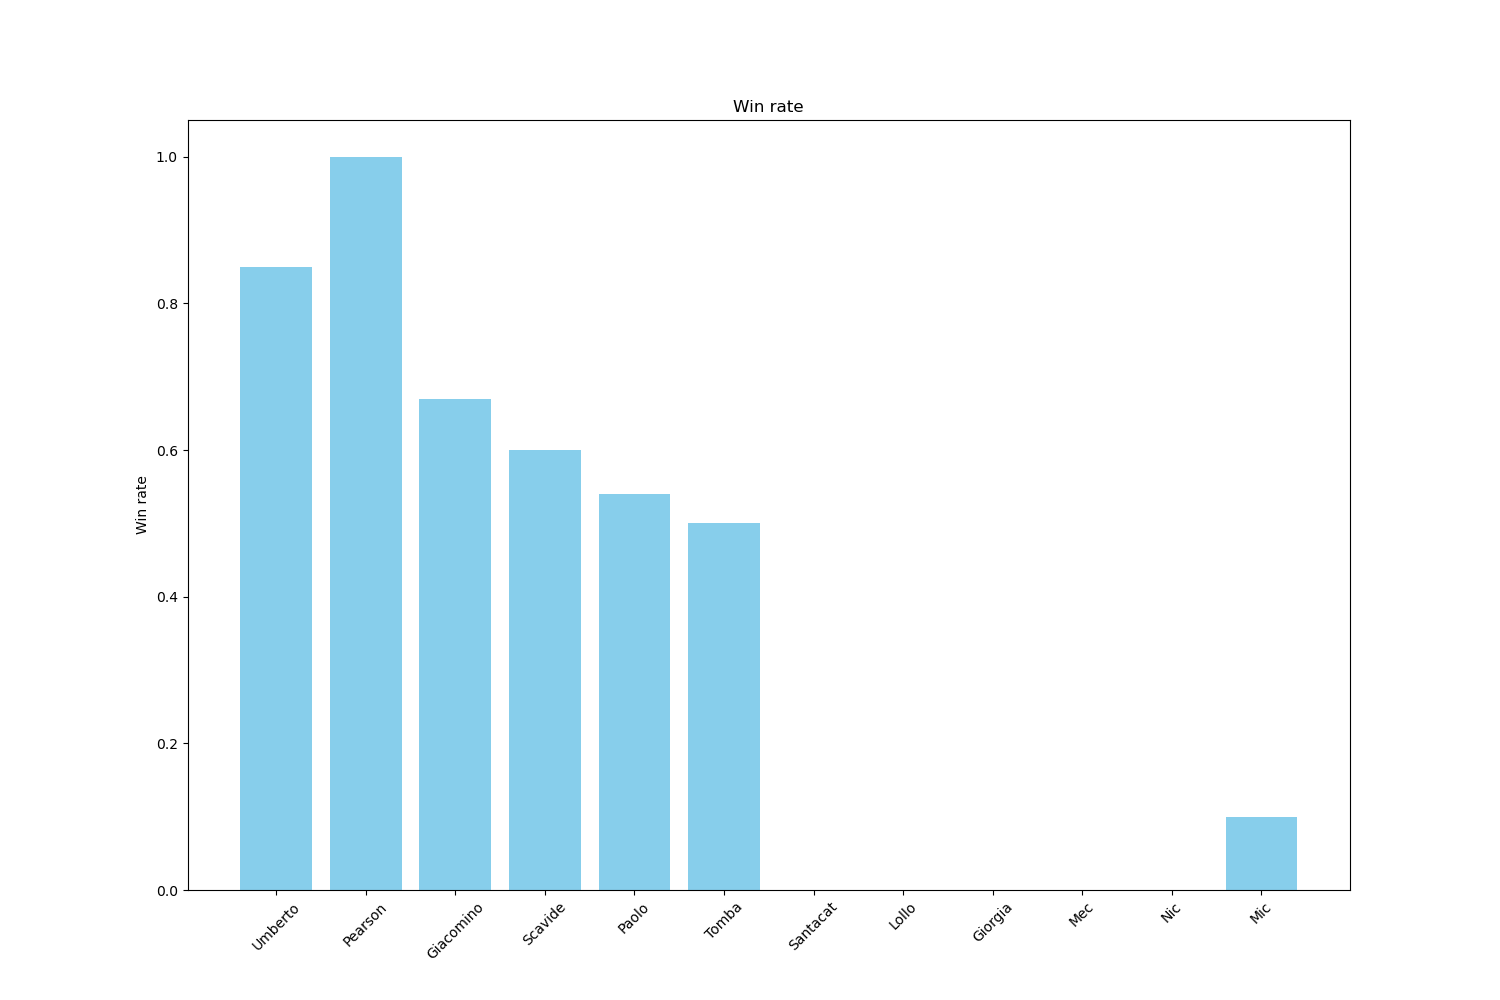 Win rate
1.0
0.8
0.6
0.4
0.2
0.0
Win rate
Umberto
Pearson
Giacomino
Scavide
Paolo
Tomba
Santacat
Lollo
Giorgia
Mec
Nic
Mic